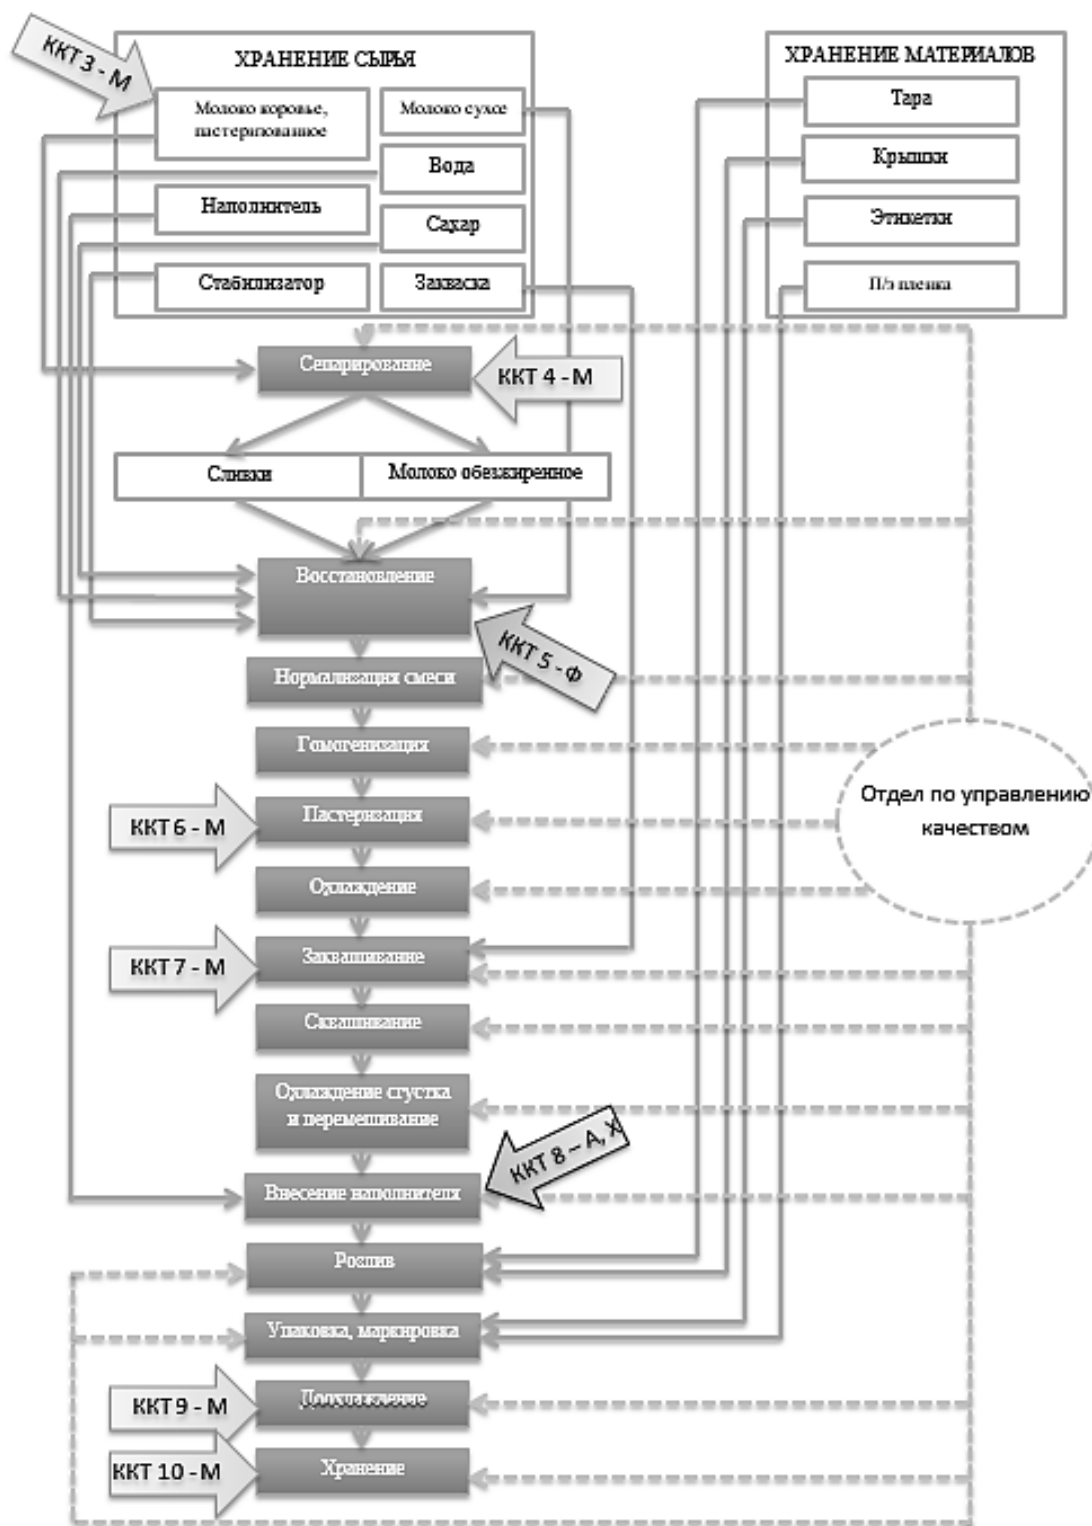 ККТ 3 - М
ХРАНЕНИЕ СЫРЬЯ
Молоко коровье,
пастеризованное
Молоко сухое
Вода
Наполнитель
Сахар
Стабилизатор
Закваска
ХРАНЕНИЕ МАТЕРИАЛОВ
Тара
Крышки
Этикетки
П/э пленка
Сепарирование
ККТ 4 - М
Сливки
Молоко обезжиренное
Восстановление
ККТ 5 - Ф
Нормализация смеси
Гомогенизация
Отдел по управлению
качеством
ККТ 6 - М
Пастеризация
Охлаждение
ККТ 7 - М
Заквашивание
Сквашивание
Охлаждение сгустка
и перемешивание
ККТ 8 – А, Х
Внесение наполнителя
Розлив
Упаковка, маркировка
ККТ 9 - М
Доохлаждение
ККТ 10 - М
Хранение